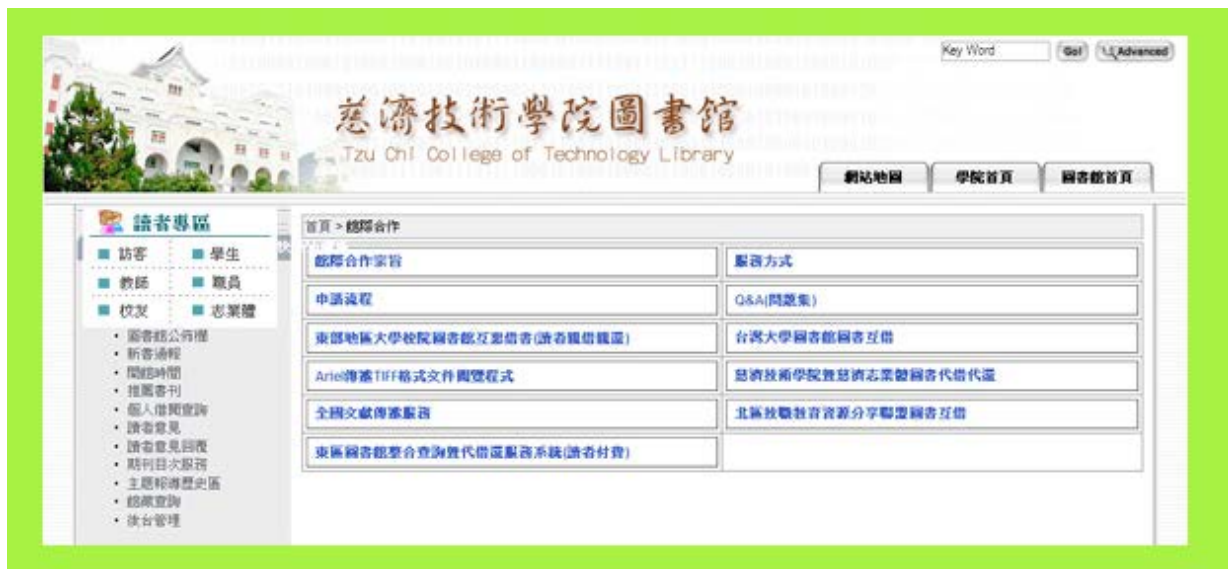 Key Word Go! Advanced
慈濟技術學院圖書館
Tzu Chi College of Technology Library
網站地圖 學院首頁 圖書館首頁
讀者專區
訪客 學生
教師 職員
校友 志業體
圖書館公佈欄
新書通報
開館時間
推薦書刊
個人借閱查詢
讀者意見
讀者意見回覆
期刊目次服務
主題報導歷史區
館藏查詢
後台管理
首頁 > 館際合作
館際合作宗旨 服務方式
申請流程 Q&A(問題集)
東部地區大學校院圖書館互惠借書(讀者親借親還) 台灣大學圖書館圖書互借
Ariel傳遞TIFF格式文件閱覽程式 慈濟技術學院暨慈濟志業體圖書代借代還
全國文獻傳遞服務 北區技職教育資源分享聯盟圖書互借
東區圖書館整合查詢暨代借還服務系統(讀者付費)